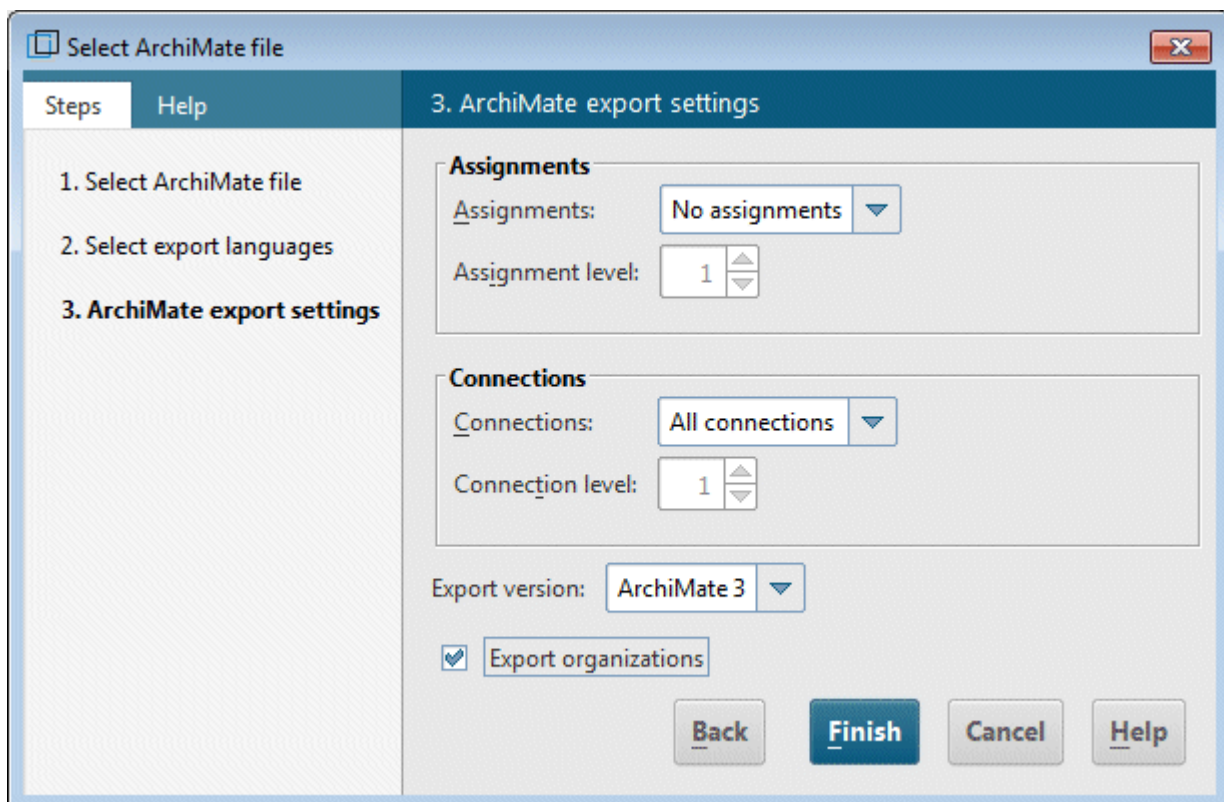 Select ArchiMate file
Steps Help
1. Select ArchiMate file
2. Select export languages
3. ArchiMate export settings
3. ArchiMate export settings
Assignments
Assignments: No assignments
Assignment level: 1
Connections
Connections: All connections
Connection level: 1
Export version: ArchiMate 3
Export organizations
Back Finish Cancel Help